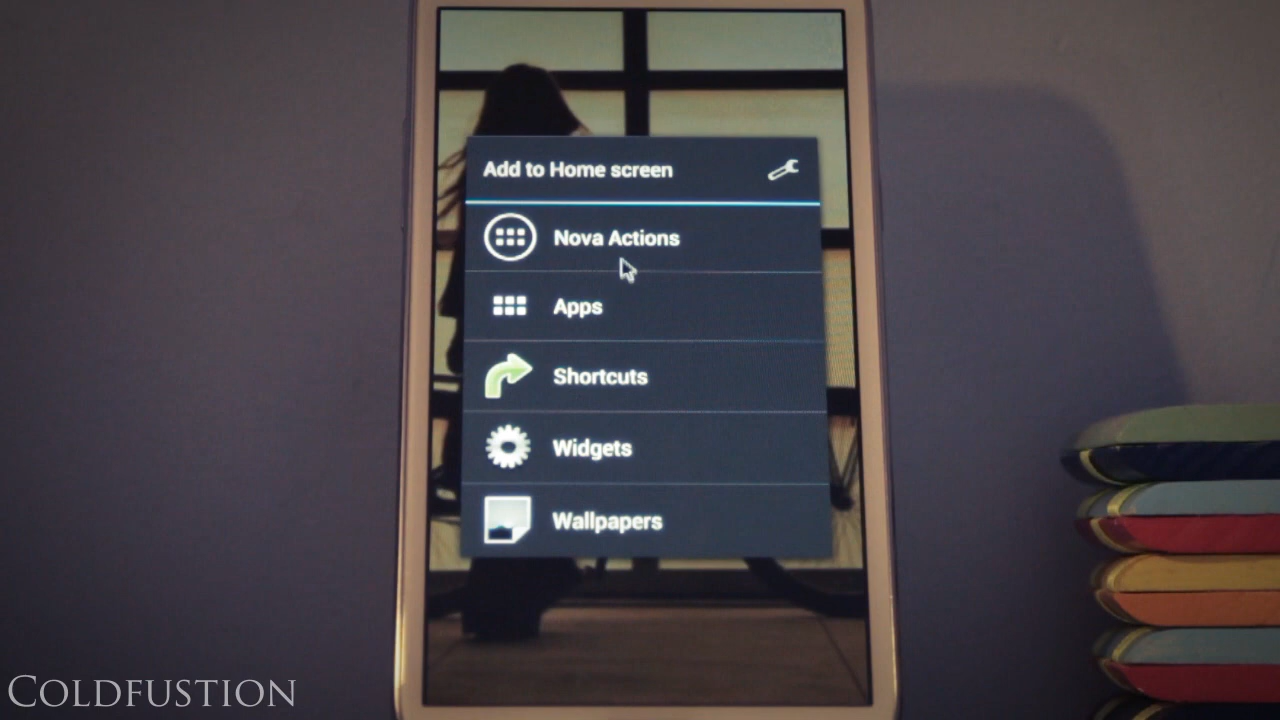 Add to Home screen
Nova Actions
Apps
Shortcuts
Widgets
Wallpapers
COLDFUSTION